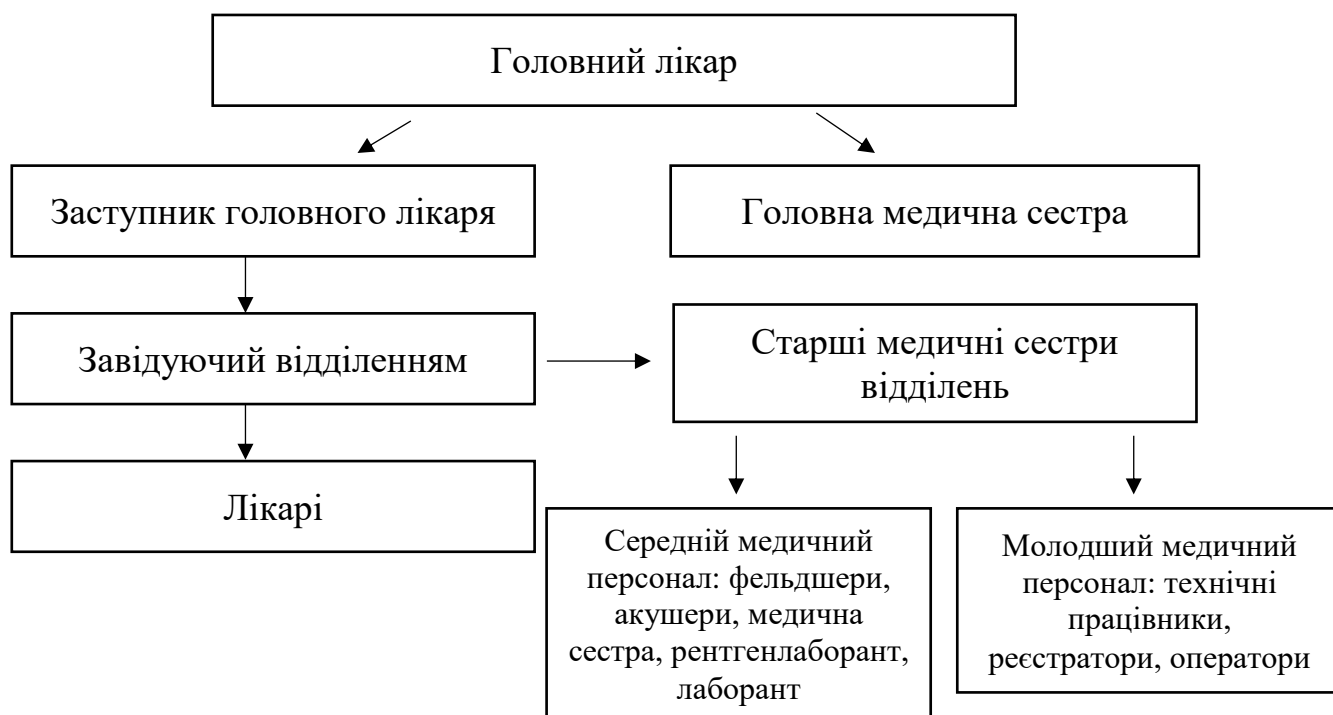 Головний лікар
Заступник головного лікаря
Головна медична сестра
Завідуючий відділенням
Старші медичні сестри
відділень
Лікарі
Середній медичний
персонал: фельдшери,
акушери, медична
сестра, рентгенлаборант,
лаборант
Молодший медичний
персонал: технічні
працівники,
реєстратори, оператори